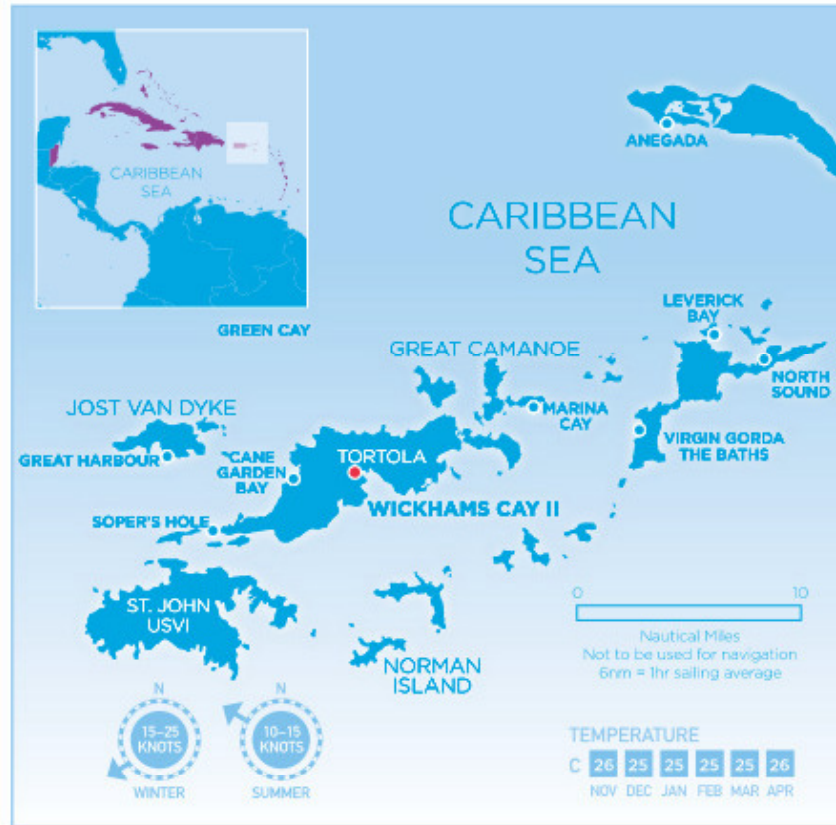 CARIBBEAN
SEA
ANEGADA
CARIBBEAN
SEA
LEVERICK
BAY
GREEN CAY
GREAT CAMANOE
NORTH
SOUND
JOST VAN DYKE
MARINA
CAY
VIRGIN GORDA
THE BATHS
GREAT HARBOUR
CANE
GARDEN
BAY
TORTOLA
WICKHAMS CAY II
SOPER'S HOLE
ST. JOHN
USVI
NORMAN
ISLAND
0 10
Nautical Miles
Not to be used for navigation
6nm = 1hr sailing average
N
15–25
KNOTS
WINTER
N
10–15
KNOTS
SUMMER
TEMPERATURE
C 26 25 25 25 25 26
NOV DEC JAN FEB MAR APR